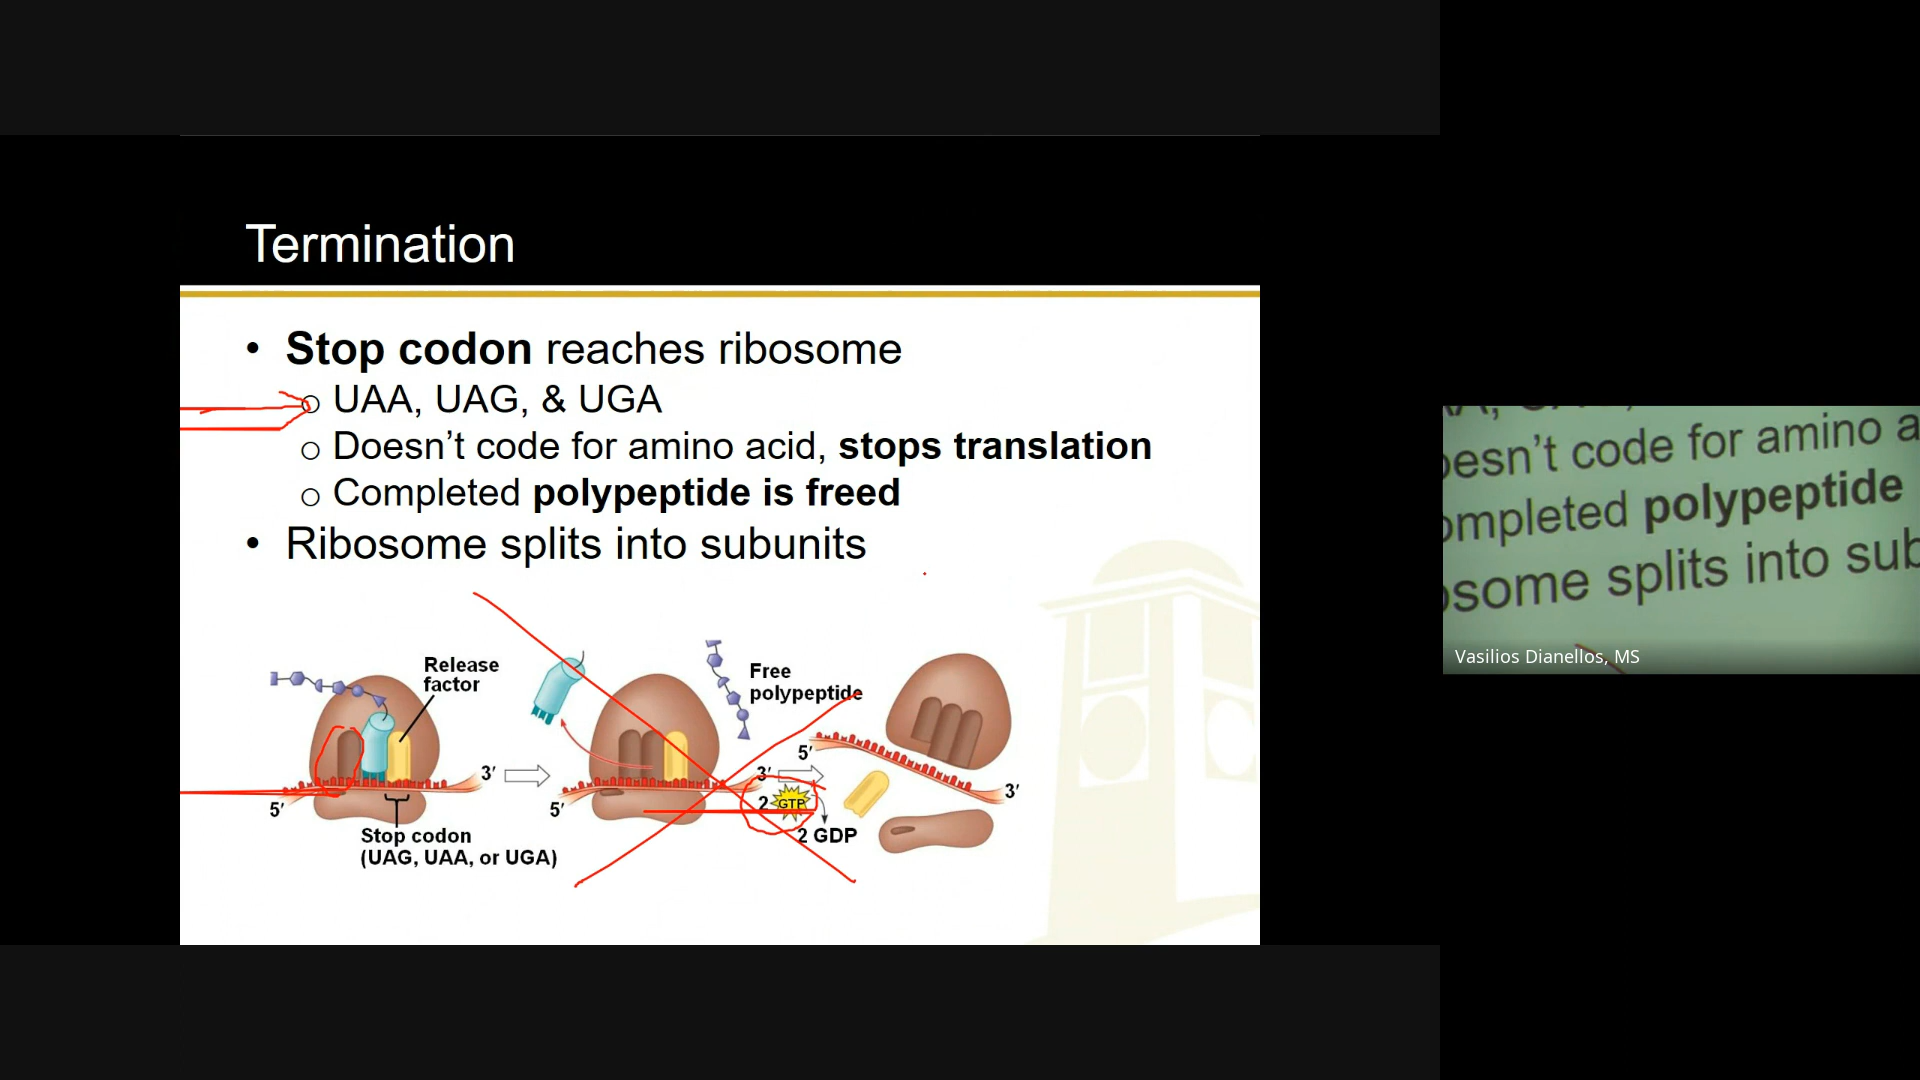 Termination
• Stop codon reaches ribosome
o UAA, UAG, & UGA
o Doesn’t code for amino acid, stops translation
o Completed polypeptide is freed
• Ribosome splits into subunits
Release
factor
Free
polypeptide
5′
3′
Stop codon
(UAG, UAA, or UGA)
5′
3′
2 GTP
2 GDP
5′
3′
oesn’t code for amino a
ompleted polypeptide
osome splits into sub
Vasilios Dianellos, MS